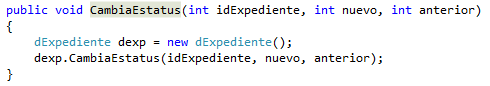 public void CambiaEstatus(int idExpediente, int nuevo, int anterior)
{
dExpediente dexp = new dExpediente();
dexp.CambiaEstatus(idExpediente, nuevo, anterior);
}